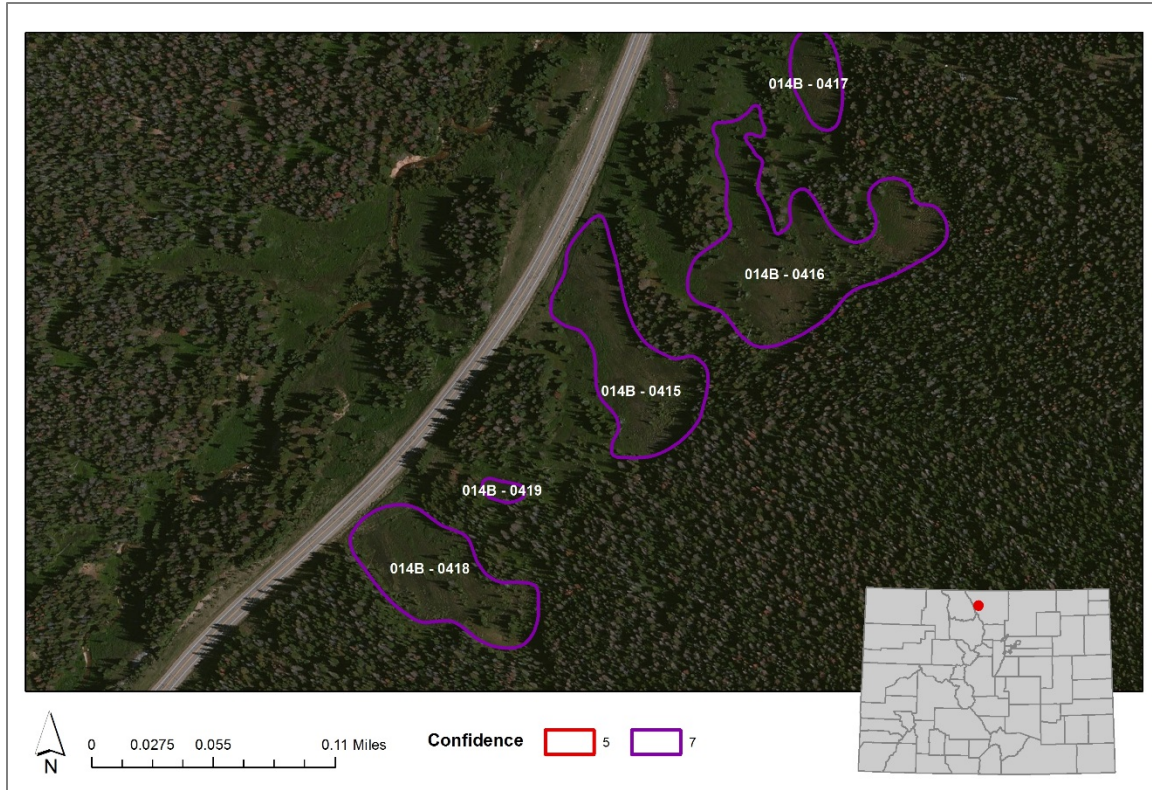 014B - 0417
014B - 0416
014B - 0415
014B - 0419
014B - 0418
N
0 0.0275 0.055 0.11 Miles
Confidence 5 7